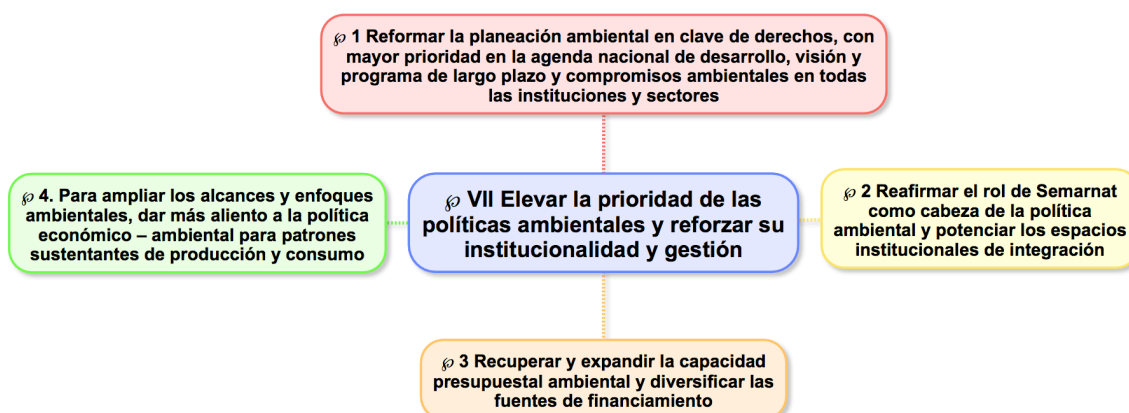 ℘ 1 Reformar la planeación ambiental en clave de derechos, con
mayor prioridad en la agenda nacional de desarrollo, visión y
programa de largo plazo y compromisos ambientales en todas
las instituciones y sectores
℘ 4. Para ampliar los alcances y enfoques
ambientales, dar más aliento a la política
económico – ambiental para patrones
sustentantes de producción y consumo
℘ VII Elevar la prioridad de las
políticas ambientales y reforzar su
institucionalidad y gestión
℘ 2 Reafirmar el rol de Semarnat
como cabeza de la política
ambiental y potenciar los espacios
institucionales de integración
℘ 3 Recuperar y expandir la capacidad
presupuestal ambiental y diversificar las
fuentes de financiamiento